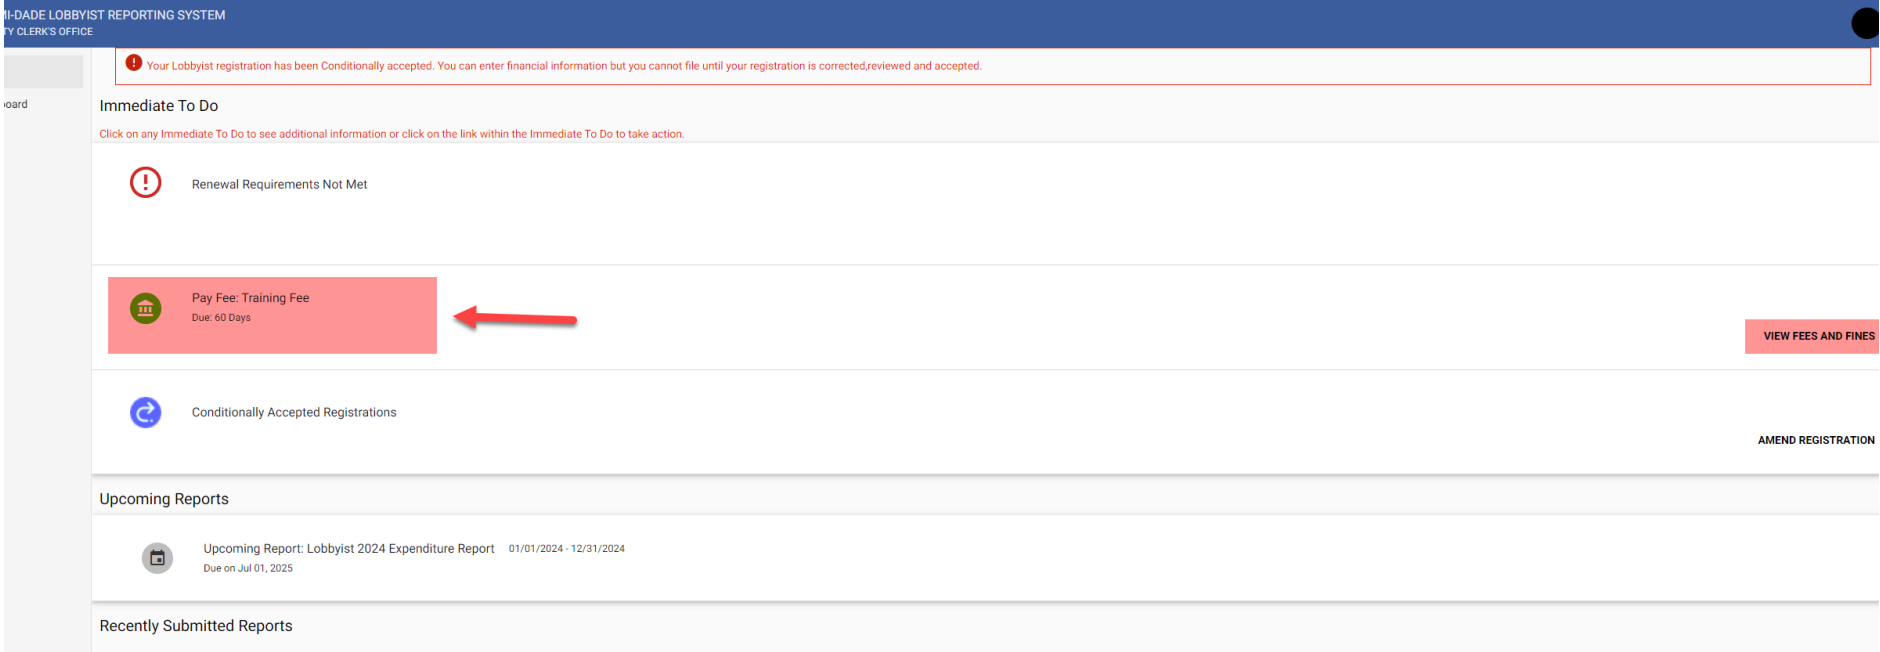 MI-DADE LOBBYIST REPORTING SYSTEM
TY CLERK'S OFFICE
Your Lobbyist registration has been Conditionally accepted. You can enter financial information but you cannot file until your registration is corrected,reviewed and accepted.
oard
Immediate To Do
Click on any Immediate To Do to see additional information or click on the link within the Immediate To Do to take action.
Renewal Requirements Not Met
Pay Fee: Training Fee
Due: 60 Days
VIEW FEES AND FINES
Conditionally Accepted Registrations
AMEND REGISTRATION
Upcoming Reports
Upcoming Report: Lobbyist 2024 Expenditure Report 01/01/2024 - 12/31/2024
Due on Jul 01, 2025
Recently Submitted Reports